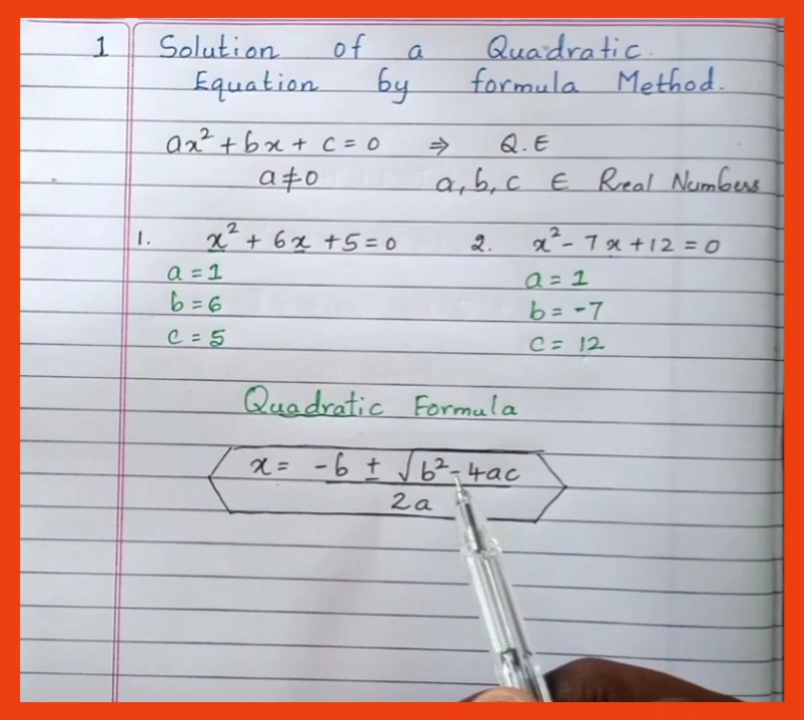 1 Solution of a Quadratic
Equation by formula Method.
ax² + bx + c = 0 ⇒ Q.E
a ≠ 0 a, b, c ∈ Real Numbers
1. x² + 6x + 5 = 0 2. x² - 7x + 12 = 0
a = 1 a = 1
b = 6 b = -7
c = 5 c = 12
Quadratic Formula
x = -b ± √b² - 4ac
2a